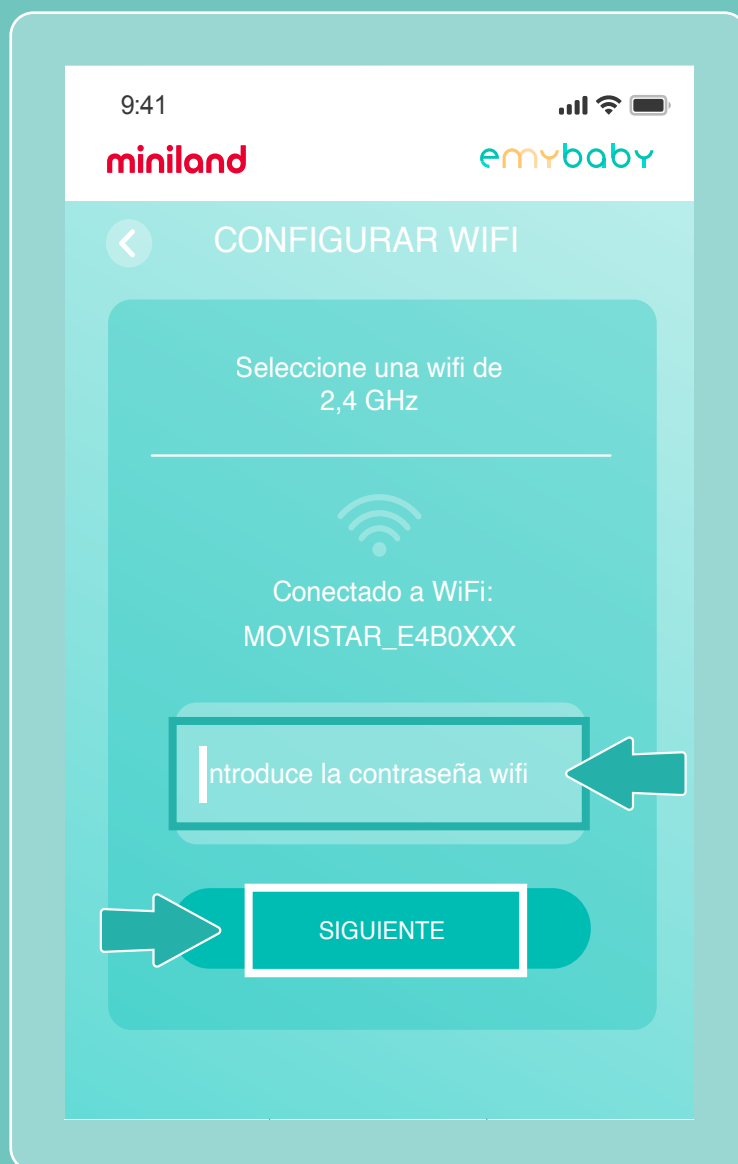 9:41
miniland
emybaby
CONFIGURAR WIFI
Seleccione una wifi de
2,4 GHz
Conectado a WiFi:
MOVISTAR_E4B0XXX
ntroduce la contraseña wifi
SIGUIENTE